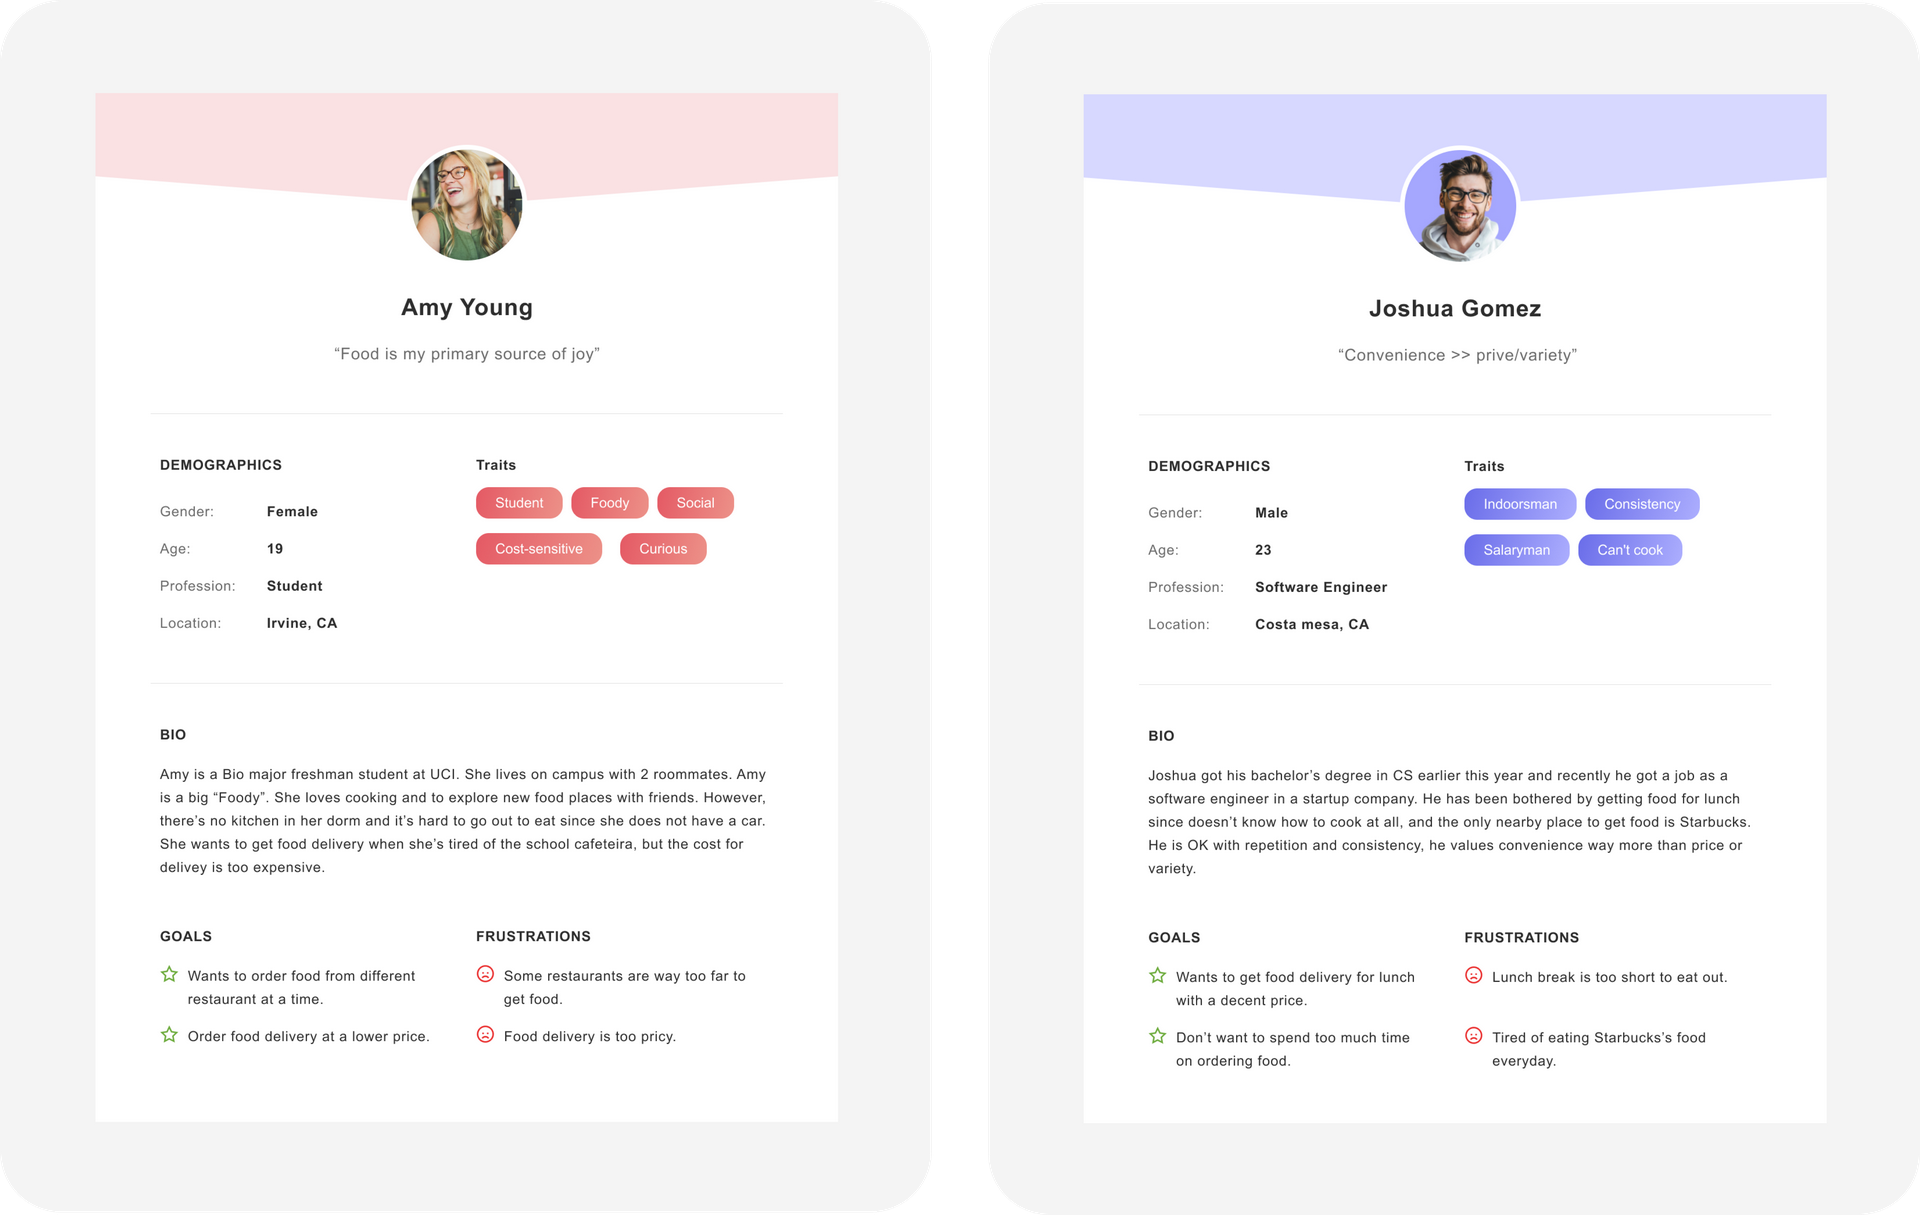 Amy Young
“Food is my primary source of joy”
DEMOGRAPHICS
Gender: Female
Age: 19
Profession: Student
Location: Irvine, CA
Traits
Student Foody Social
Cost-sensitive Curious
BIO
Amy is a Bio major freshman student at UCI. She lives on campus with 2 roommates. Amy
is a big “Foody”. She loves cooking and to explore new food places with friends. However,
there’s no kitchen in her dorm and it’s hard to go out to eat since she does not have a car.
She wants to get food delivery when she’s tired of the school cafeteira, but the cost for
delivey is too expensive.
GOALS
Wants to order food from different
restaurant at a time.
Order food delivery at a lower price.
FRUSTRATIONS
Some restaurants are way too far to
get food.
Food delivery is too pricy.
Joshua Gomez
“Convenience >> prive/variety”
DEMOGRAPHICS
Gender: Male
Age: 23
Profession: Software Engineer
Location: Costa mesa, CA
Traits
Indoorsman Consistency
Salaryman Can't cook
BIO
Joshua got his bachelor’s degree in CS earlier this year and recently he got a job as a
software engineer in a startup company. He has been bothered by getting food for lunch
since doesn’t know how to cook at all, and the only nearby place to get food is Starbucks.
He is OK with repetition and consistency, he values convenience way more than price or
variety.
GOALS
Wants to get food delivery for lunch
with a decent price.
Don’t want to spend too much time
on ordering food.
FRUSTRATIONS
Lunch break is too short to eat out.
Tired of eating Starbucks’s food
everyday.